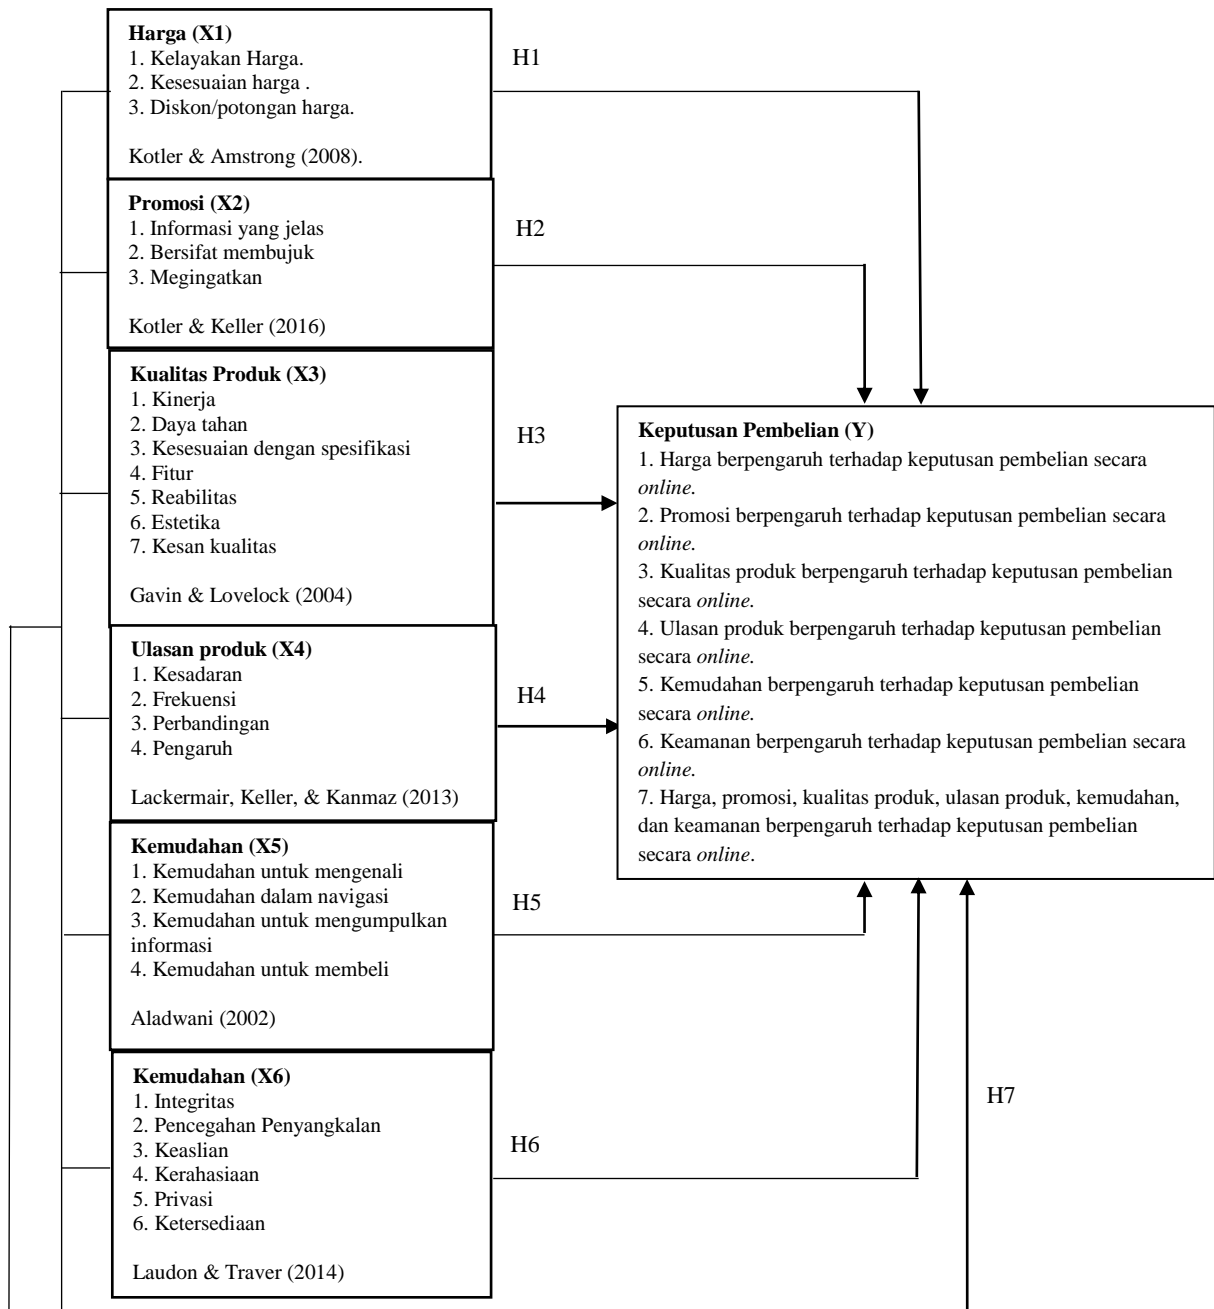 Harga (X1)
1. Kelayakan Harga.
2. Kesesuaian harga .
3. Diskon/potongan harga.
Kotler & Amstrong (2008).
H1
Promosi (X2)
1. Informasi yang jelas
2. Bersifat membujuk
3. Megingatkan
Kotler & Keller (2016)
H2
Kualitas Produk (X3)
1. Kinerja
2. Daya tahan
3. Kesesuaian dengan spesifikasi
4. Fitur
5. Reabilitas
6. Estetika
7. Kesan kualitas
Gavin & Lovelock (2004)
H3
Ulasan produk (X4)
1. Kesadaran
2. Frekuensi
3. Perbandingan
4. Pengaruh
Lackermair, Keller, & Kanmaz (2013)
H4
Kemudahan (X5)
1. Kemudahan untuk mengenali
2. Kemudahan dalam navigasi
3. Kemudahan untuk mengumpulkan
informasi
4. Kemudahan untuk membeli
Aladwani (2002)
H5
Kemudahan (X6)
1. Integritas
2. Pencegahan Penyangkalan
3. Keaslian
4. Kerahasiaan
5. Privasi
6. Ketersediaan
Laudon & Traver (2014)
H6
Keputusan Pembelian (Y)
1. Harga berpengaruh terhadap keputusan pembelian secara
online.
2. Promosi berpengaruh terhadap keputusan pembelian secara
online.
3. Kualitas produk berpengaruh terhadap keputusan pembelian
secara online.
4. Ulasan produk berpengaruh terhadap keputusan pembelian
secara online.
5. Kemudahan berpengaruh terhadap keputusan pembelian
secara online.
6. Keamanan berpengaruh terhadap keputusan pembelian secara
online.
7. Harga, promosi, kualitas produk, ulasan produk, kemudahan,
dan keamanan berpengaruh terhadap keputusan pembelian
secara online.
H7